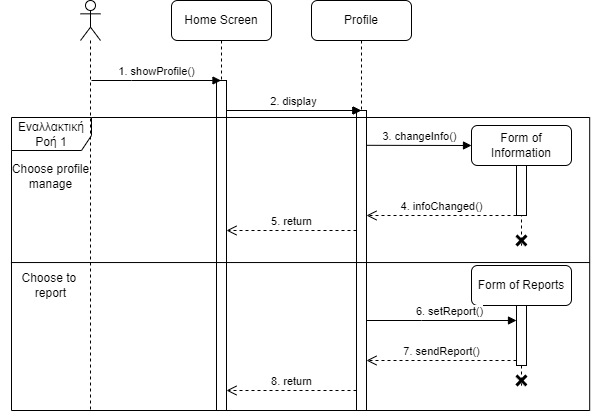 Home Screen
Profile
1. showProfile()
2. display
Εναλλακτική
Ροή 1
3. changeInfo()
Form of
Information
Choose profile
manage
4. infoChanged()
5. return
Choose to
report
Form of Reports
6. setReport()
7. sendReport()
8. return